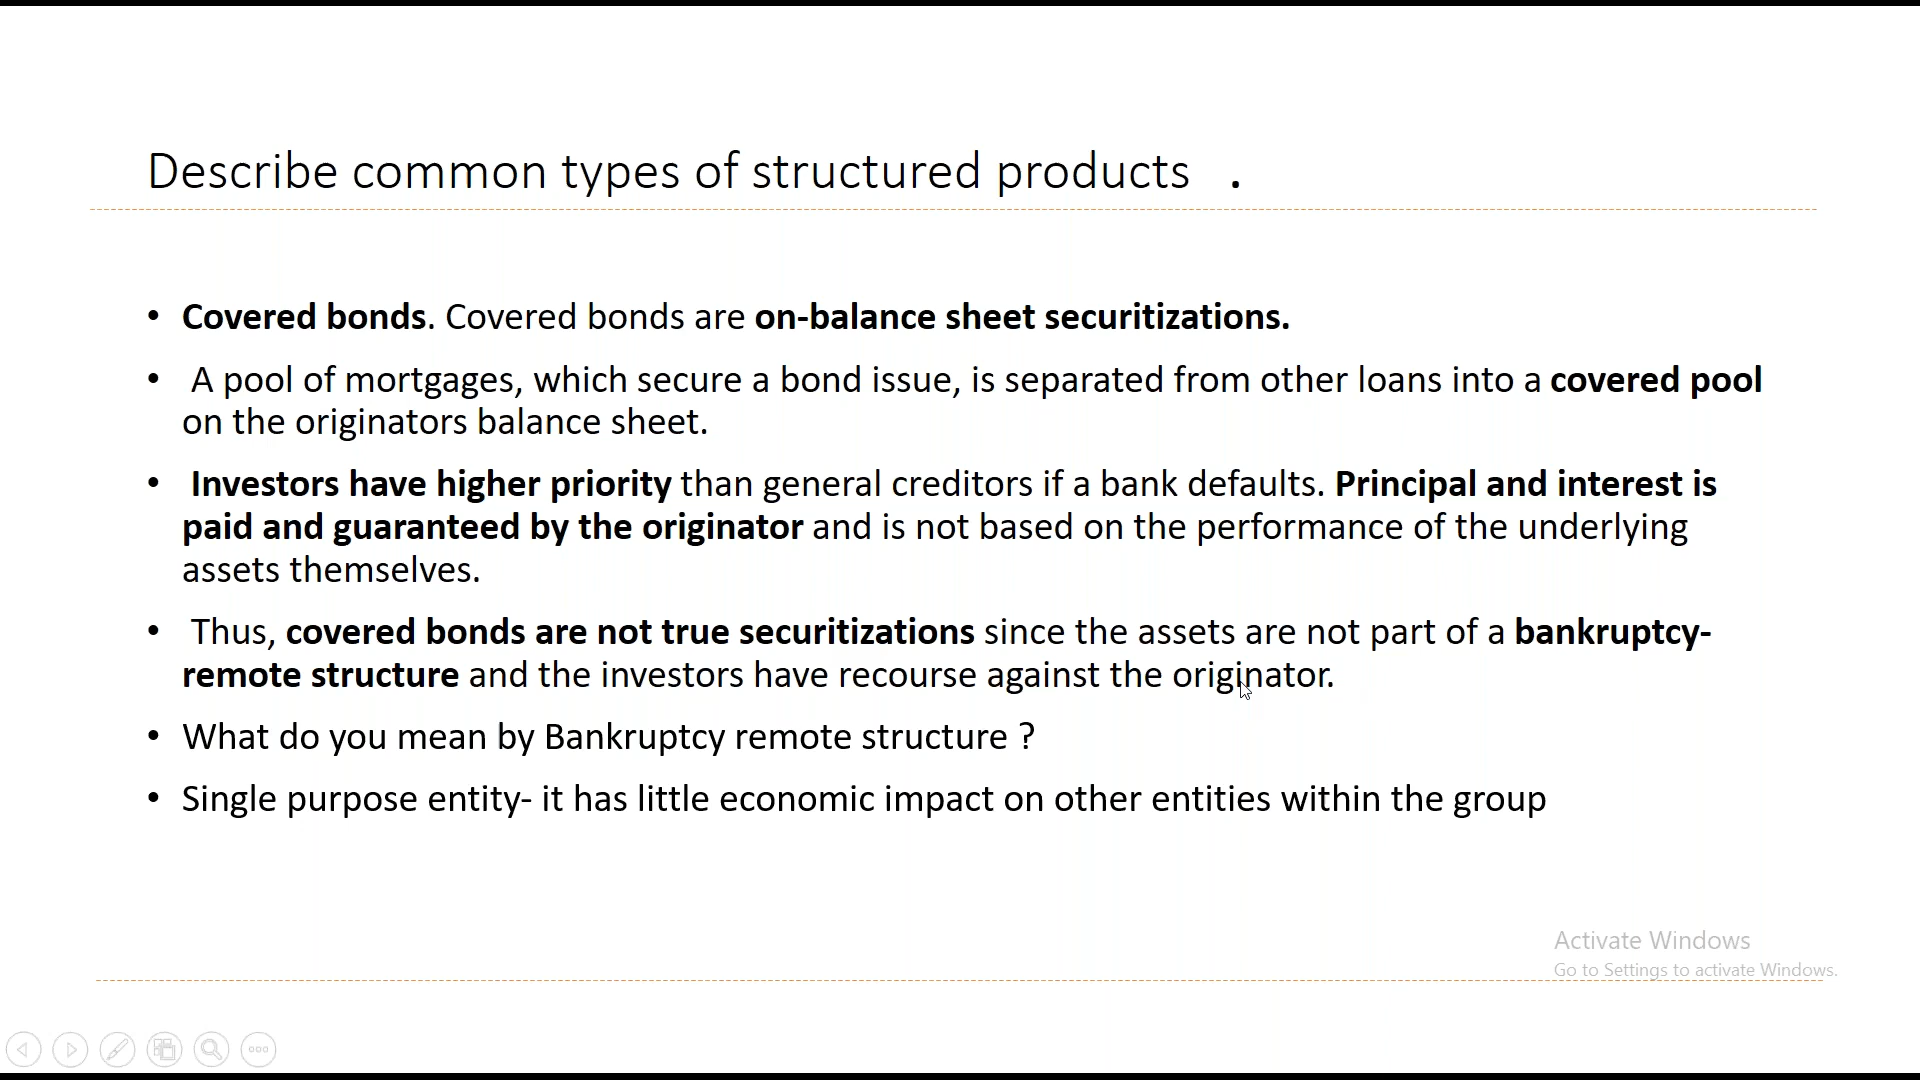 Describe common types of structured products .
• Covered bonds. Covered bonds are on-balance sheet securitizations.
• A pool of mortgages, which secure a bond issue, is separated from other loans into a covered pool
on the originators balance sheet.
• Investors have higher priority than general creditors if a bank defaults. Principal and interest is
paid and guaranteed by the originator and is not based on the performance of the underlying
assets themselves.
• Thus, covered bonds are not true securitizations since the assets are not part of a bankruptcy-
remote structure and the investors have recourse against the originator.
• What do you mean by Bankruptcy remote structure ?
• Single purpose entity- it has little economic impact on other entities within the group
Activate Windows
Go to Settings to activate Windows.